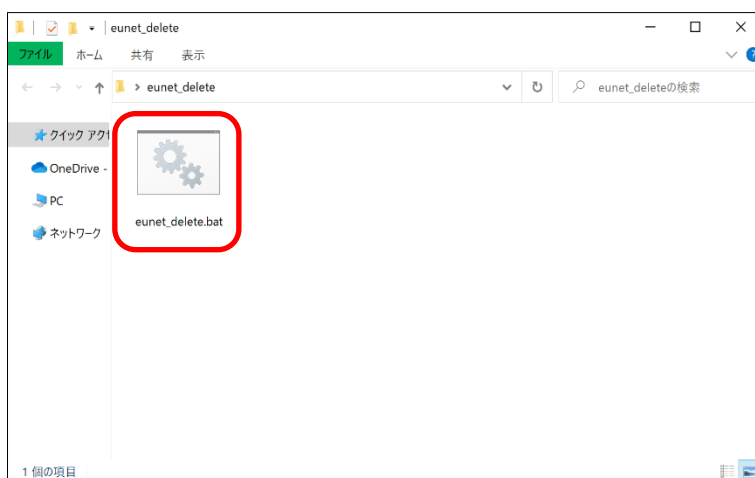 eunet_delete
ファイル ホーム 共有 表示
eunet_delete eunet_deleteの検索
クイック アクセ
OneDrive -
PC
ネットワーク
eunet_delete.bat
1 個の項目